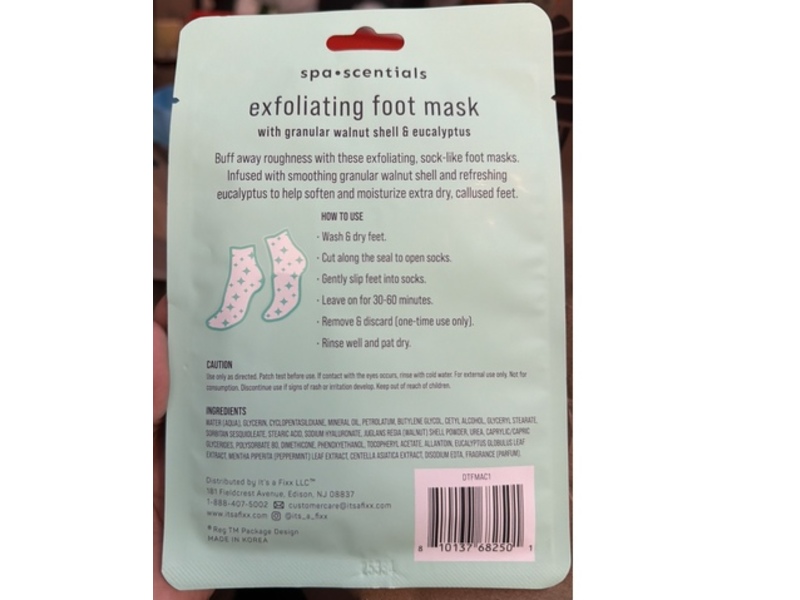 spa•scentials
exfoliating foot mask
with granular walnut shell & eucalyptus
Buff away roughness with these exfoliating, sock-like foot masks.
Infused with smoothing granular walnut shell and refreshing
eucalyptus to help soften and moisturize extra dry, callused feet.
HOW TO USE
· Wash & dry feet.
· Cut along the seal to open socks.
· Gently slip feet into socks.
· Leave on for 30-60 minutes.
· Remove & discard (one-time use only).
· Rinse well and pat dry.
CAUTION
Use only as directed. Patch test before use. If contact with the eyes occurs, rinse with cold water. For external use only. Not for
consumption. Discontinue use if signs of rash or irritation develop. Keep out of reach of children.
INGREDIENTS
WATER (AQUA), GLYCERIN, CYCLOPENTASILOXANE, MINERAL OIL, PETROLATUM, BUTYLENE GLYCOL, CETYL ALCOHOL, GLYCERYL STEARATE,
SORBITAN SESQUIOLEATE, STEARIC ACID, SODIUM HYALURONATE, JUGLANS REGIA (WALNUT) SHELL POWDER, UREA, CAPRYLIC/CAPRIC
GLYCERIDES, POLYSORBATE 80, DIMETHICONE, PHENOXYETHANOL, TOCOPHERYL ACETATE, ALLANTOIN, EUCALYPTUS GLOBULUS LEAF
EXTRACT, MENTHA PIPERITA (PEPPERMINT) LEAF EXTRACT, CENTELLA ASIATICA EXTRACT, DISODIUM EDTA, FRAGRANCE (PARFUM).
Distributed by It's a Fixx LLC™
181 Fieldcrest Avenue, Edison, NJ 08837
1-888-407-5002 customercare@itsafixx.com
www.itsafixx.com @its_a_fixx
®Reg TM Package Design
MADE IN KOREA
DTFMAC1
8 10137 68250 1